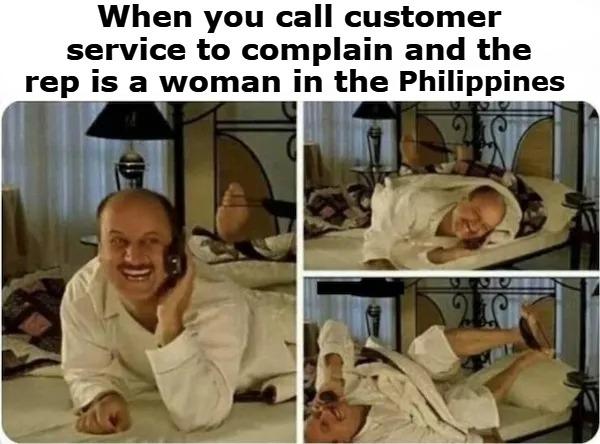 When you call customer
service to complain and the
rep is a woman in the Philippines